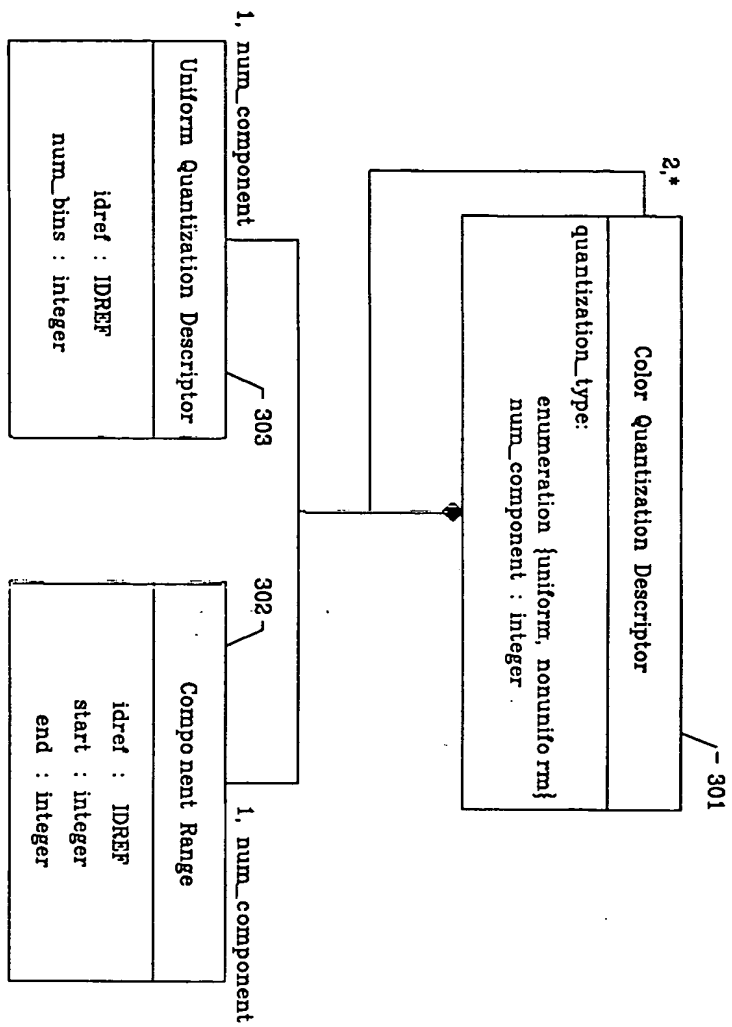 301
Color Quantization Descriptor
quantization_type:
enumeration {uniform, nonuniform}
num_component : integer
2,*
1, num_component
303
Uniform Quantization Descriptor
idref : IDREF
num_bins : integer
1, num_component
302
Component Range
idref : IDREF
start : integer
end : integer